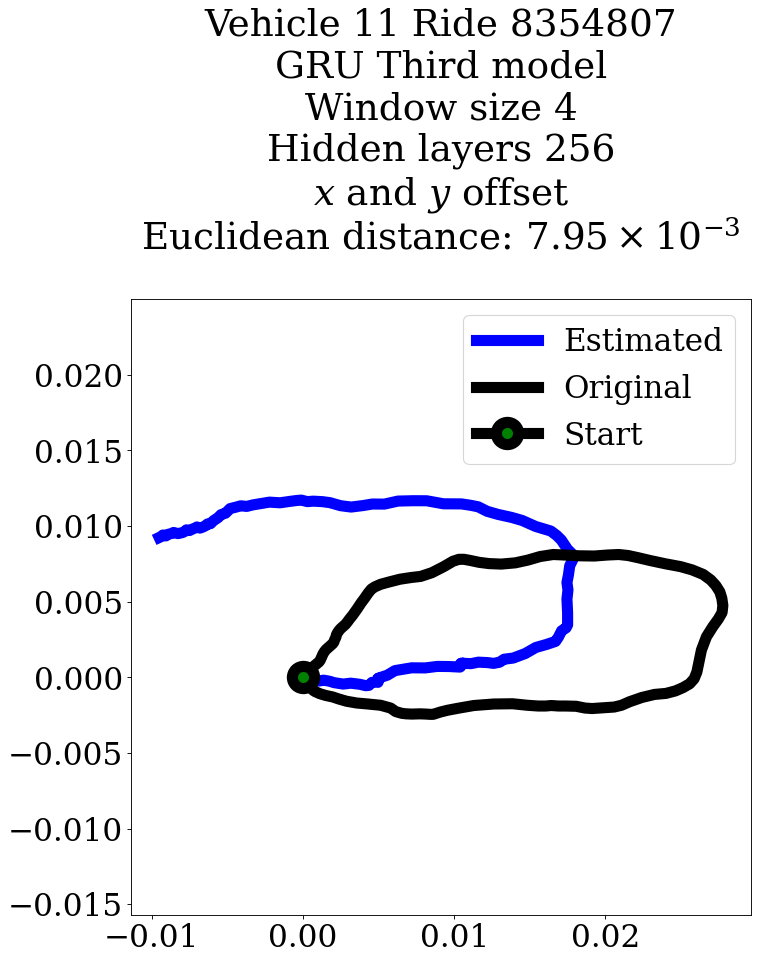 Vehicle 11 Ride 8354807
GRU Third model
Window size 4
Hidden layers 256
x and y offset
Euclidean distance: 7.95 × 10⁻³
Estimated
Original
Start
0.020
0.015
0.010
0.005
0.000
−0.005
−0.010
−0.015
−0.01 0.00 0.01 0.02